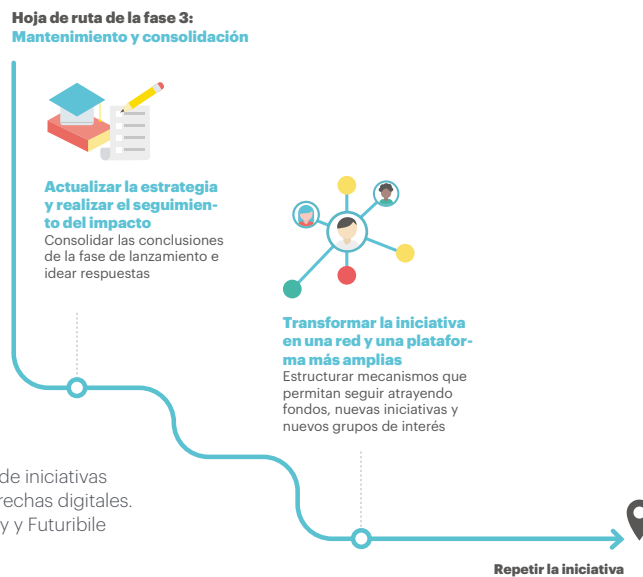 Hoja de ruta de la fase 3:
Mantenimiento y consolidación
Actualizar la estrategia
y realizar el seguimien-
to del impacto
Consolidar las conclusiones
de la fase de lanzamiento e
idear respuestas
Transformar la iniciativa
en una red y una platafor-
ma más amplias
Estructurar mecanismos que
permitan seguir atrayendo
fondos, nuevas iniciativas y
nuevos grupos de interés
de iniciativas
rechas digitales.
y y Futuribile
Repetir la iniciativa